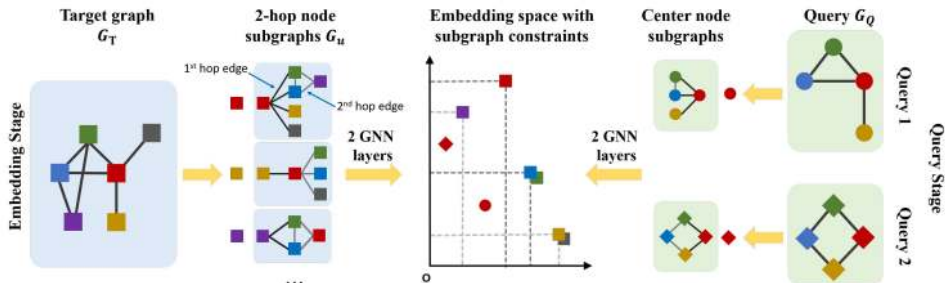 Target graph
G_T
2-hop node
subgraphs G_u
Embedding space with
subgraph constraints
Center node
subgraphs
Query G_Q
Embedding Stage
1st hop edge
2nd hop edge
2 GNN
layers
...
O
2 GNN
layers
Query 1
Query 2
Query Stage